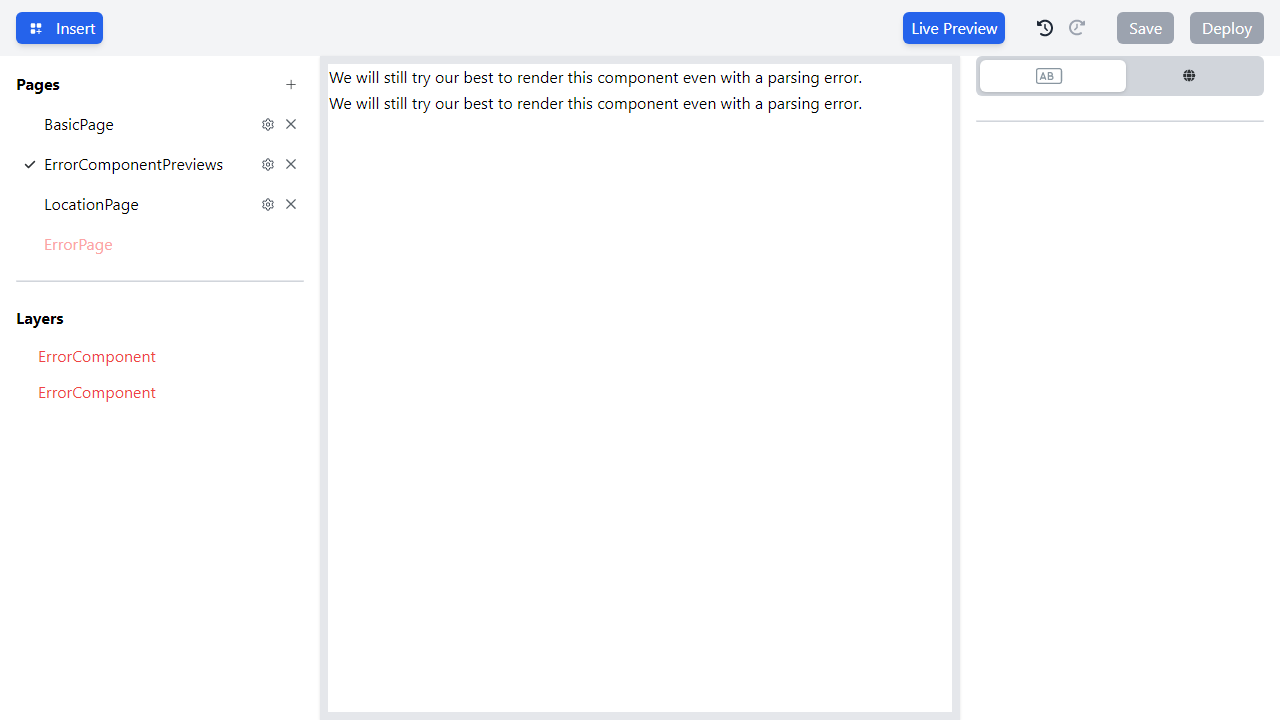 Insert
Live Preview
Save
Deploy
Pages
BasicPage
ErrorComponentPreviews
LocationPage
ErrorPage
Layers
ErrorComponent
ErrorComponent
We will still try our best to render this component even with a parsing error.
We will still try our best to render this component even with a parsing error.
AB